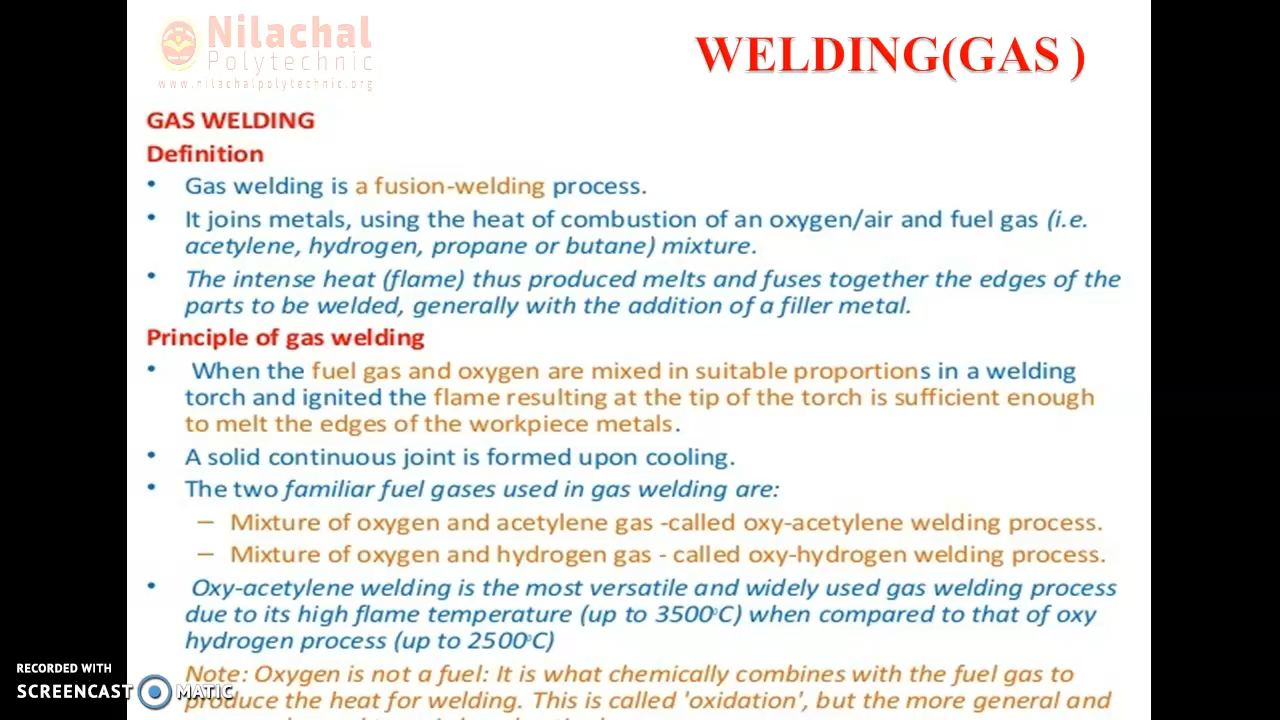 Nilachal
Polytechnic
www.nilachalpolytechnic.org
WELDING(GAS )
GAS WELDING
Definition
• Gas welding is a fusion-welding process.
• It joins metals, using the heat of combustion of an oxygen/air and fuel gas (i.e.
acetylene, hydrogen, propane or butane) mixture.
• The intense heat (flame) thus produced melts and fuses together the edges of the
parts to be welded, generally with the addition of a filler metal.
Principle of gas welding
• When the fuel gas and oxygen are mixed in suitable proportions in a welding
torch and ignited the flame resulting at the tip of the torch is sufficient enough
to melt the edges of the workpiece metals.
• A solid continuous joint is formed upon cooling.
• The two familiar fuel gases used in gas welding are:
– Mixture of oxygen and acetylene gas -called oxy-acetylene welding process.
– Mixture of oxygen and hydrogen gas - called oxy-hydrogen welding process.
• Oxy-acetylene welding is the most versatile and widely used gas welding process
due to its high flame temperature (up to 3500°C) when compared to that of oxy
hydrogen process (up to 2500°C)
Note: Oxygen is not a fuel: It is what chemically combines with the fuel gas to
produce the heat for welding. This is called 'oxidation', but the more general and
RECORDED WITH
SCREENCAST MATIC